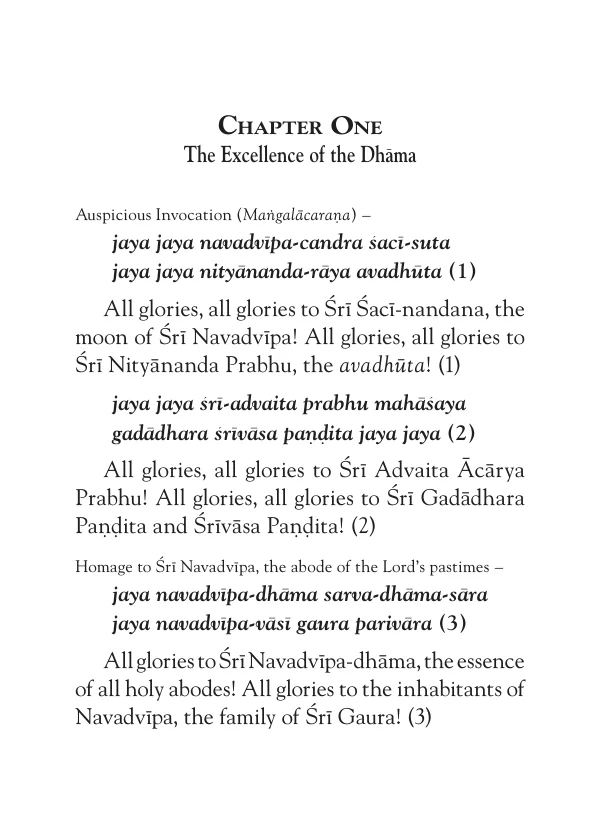 CHAPTER ONE
The Excellence of the Dhāma
Auspicious Invocation (Maṅgalācaraṇa) –
jaya jaya navadvīpa-candra śacī-suta
jaya jaya nityānanda-rāya avadhūta (1)
All glories, all glories to Śrī Śacī-nandana, the
moon of Śrī Navadvīpa! All glories, all glories to
Śrī Nityānanda Prabhu, the avadhūta! (1)
jaya jaya śrī-advaita prabhu mahāśaya
gadādhara śrīvāsa paṇḍita jaya jaya (2)
All glories, all glories to Śrī Advaita Ācārya
Prabhu! All glories, all glories to Śrī Gadādhara
Paṇḍita and Śrīvāsa Paṇḍita! (2)
Homage to Śrī Navadvīpa, the abode of the Lord’s pastimes –
jaya navadvīpa-dhāma sarva-dhāma-sāra
jaya navadvīpa-vāsī gaura parivāra (3)
All glories to Śrī Navadvīpa-dhāma, the essence
of all holy abodes! All glories to the inhabitants of
Navadvīpa, the family of Śrī Gaura! (3)